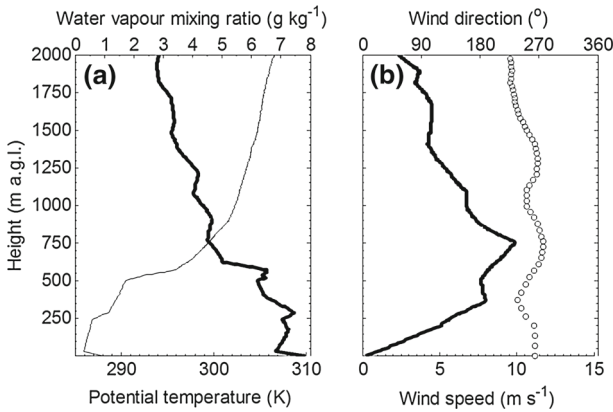 Water vapour mixing ratio (g kg⁻¹)
Wind direction (°)
0 1 2 3 4 5 6 7 8
0 90 180 270 360
2000
1750
1500
1250
1000
750
500
250
(a)
(b)
Height (m a.g.l.)
290 300 310
0 5 10 15
Potential temperature (K)
Wind speed (m s⁻¹)